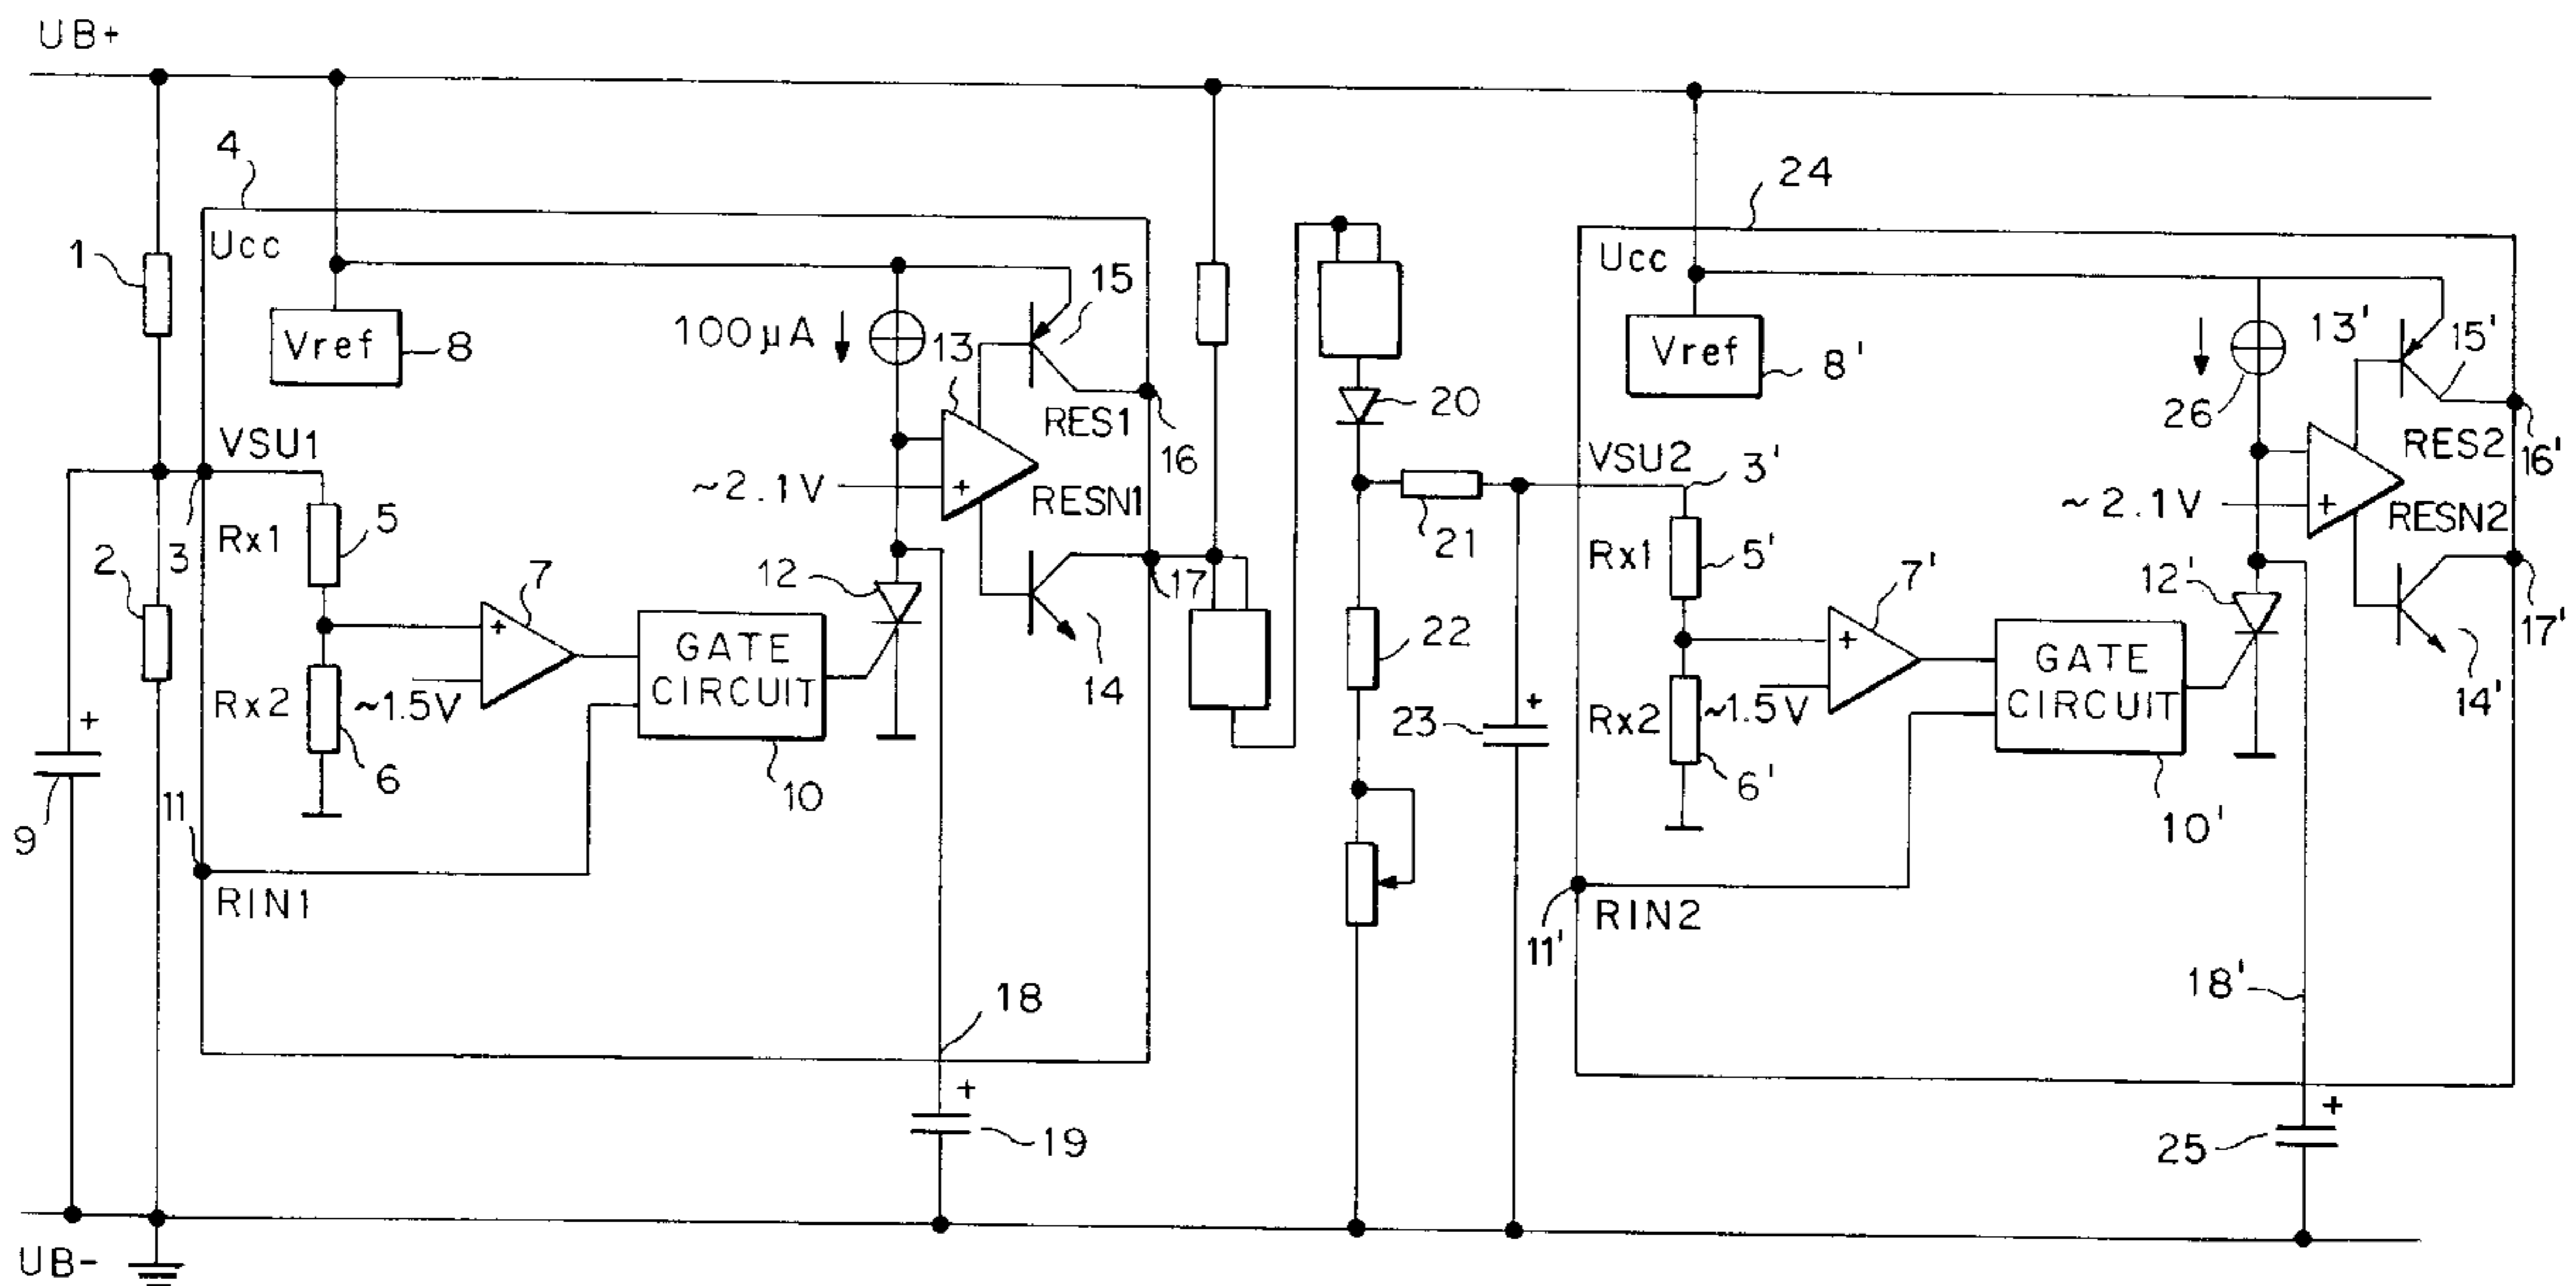 UB+
4
24
1
Ucc
Ucc
15
100µA
13
Vref
8
Vref
8'
13'
15'
26
20
RES1
16
RES2
16'
VSU1
~2.1V
RESN1
VSU2
3'
~2.1V
RESN2
2
3
Rx1
5
7
12
17
21
Rx1
5'
7'
12'
17'
+
+
+
+
GATE
CIRCUIT
14
22
GATE
CIRCUIT
14'
Rx2
~1.5V
6
10
23
+
Rx2
~1.5V
6'
10'
+
9
11
RIN1
11'
RIN2
18
18'
+
19
+
25
UB-